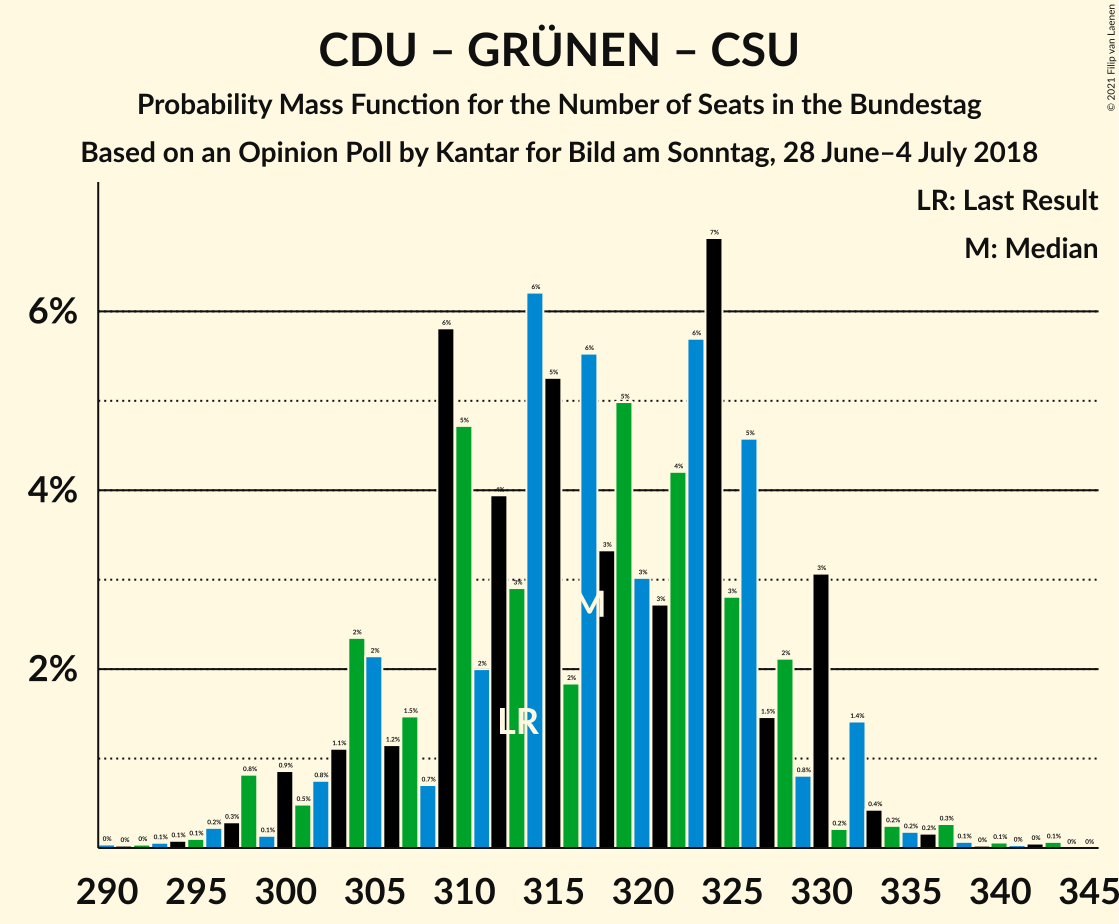 CDU – GRÜNEN – CSU
Probability Mass Function for the Number of Seats in the Bundestag
Based on an Opinion Poll by Kantar for Bild am Sonntag, 28 June–4 July 2018
© 2021 Filip van Laenen
LR: Last Result
M: Median
6%
4%
2%
0% 0% 0% 0.1% 0.1% 0.1% 0.2% 0.3% 0.8% 0.1% 0.9% 0.5% 0.8% 1.1% 2% 2% 1.2% 1.5% 0.7% 6% 5% 2% 4% 3% 6% 5% 2% 6% 3% 5% 3% 3% 4% 6% 7% 3% 5% 1.5% 2% 0.8% 3% 0.2% 1.4% 0.4% 0.2% 0.2% 0.2% 0.3% 0.1% 0% 0.1% 0% 0% 0.1% 0% 0%
M
LR
290 295 300 305 310 315 320 325 330 335 340 345